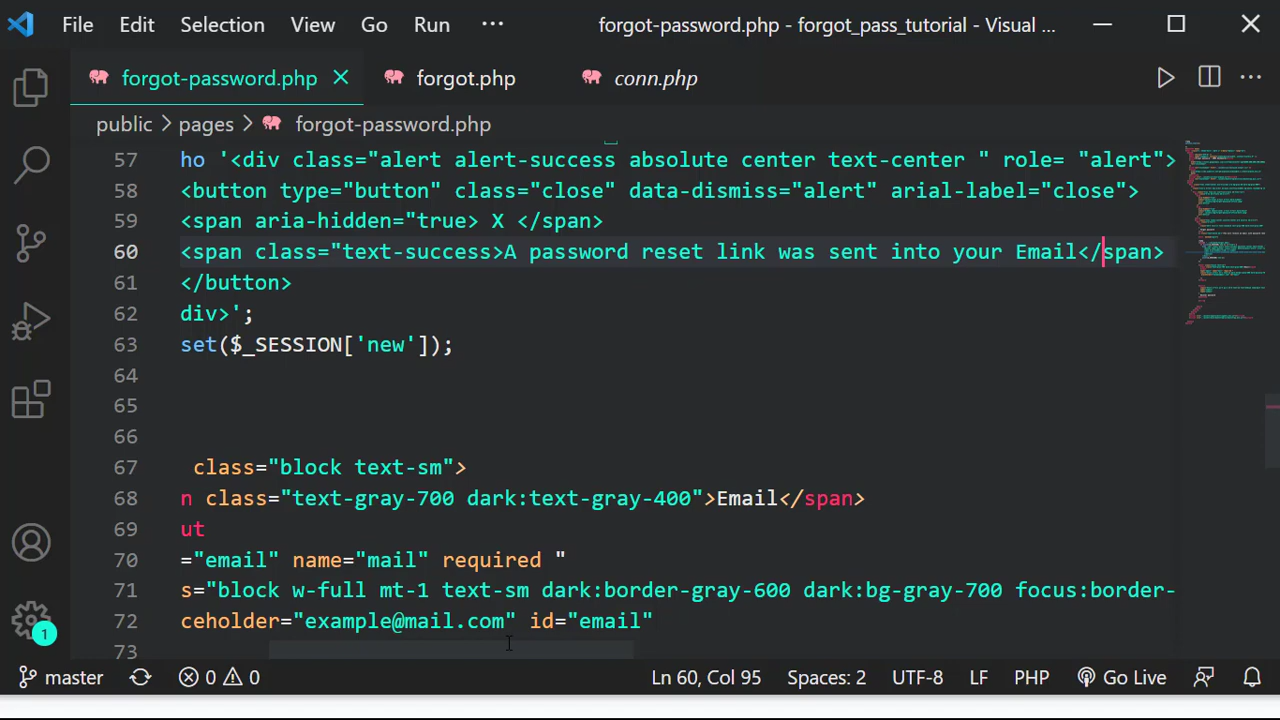 File Edit Selection View Go Run ··· forgot-password.php - forgot_pass_tutorial - Visual ...
forgot-password.php forgot.php conn.php
public > pages > forgot-password.php
57 ho '<div class="alert alert-success absolute center text-center " role= "alert">
58 <button type="button" class="close" data-dismiss="alert" arial-label="close">
59 <span aria-hidden="true> X </span>
60 <span class="text-success>A password reset link was sent into your Email</span>
61 </button>
62 div>';
63 set($_SESSION['new']);
64
65
66
67 class="block text-sm">
68 n class="text-gray-700 dark:text-gray-400">Email</span>
69 ut
70 ="email" name="mail" required "
71 s="block w-full mt-1 text-sm dark:border-gray-600 dark:bg-gray-700 focus:border-
72 ceholder="example@mail.com" id="email"
73
1 master 0 0 Ln 60, Col 95 Spaces: 2 UTF-8 LF PHP Go Live